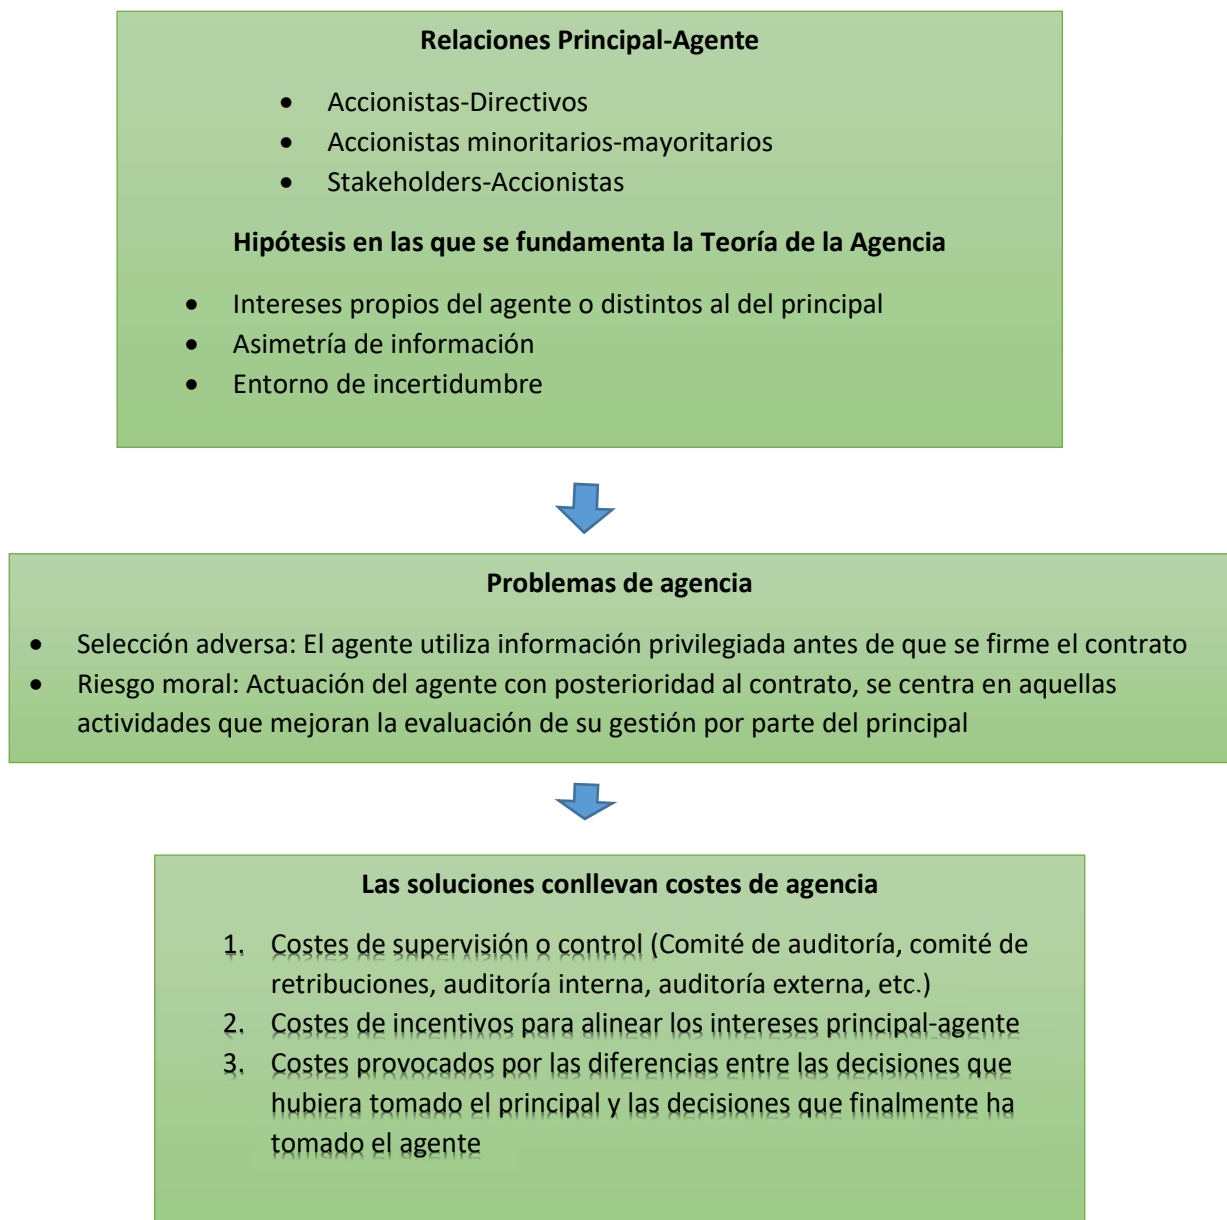 Relaciones Principal-Agente
• Accionistas-Directivos
• Accionistas minoritarios-mayoritarios
• Stakeholders-Accionistas
Hipótesis en las que se fundamenta la Teoría de la Agencia
• Intereses propios del agente o distintos al del principal
• Asimetría de información
• Entorno de incertidumbre
Problemas de agencia
• Selección adversa: El agente utiliza información privilegiada antes de que se firme el contrato
• Riesgo moral: Actuación del agente con posterioridad al contrato, se centra en aquellas
actividades que mejoran la evaluación de su gestión por parte del principal
Las soluciones conllevan costes de agencia
1. Costes de supervisión o control (Comité de auditoría, comité de
retribuciones, auditoría interna, auditoría externa, etc.)
2. Costes de incentivos para alinear los intereses principal-agente
3. Costes provocados por las diferencias entre las decisiones que
hubiera tomado el principal y las decisiones que finalmente ha
tomado el agente